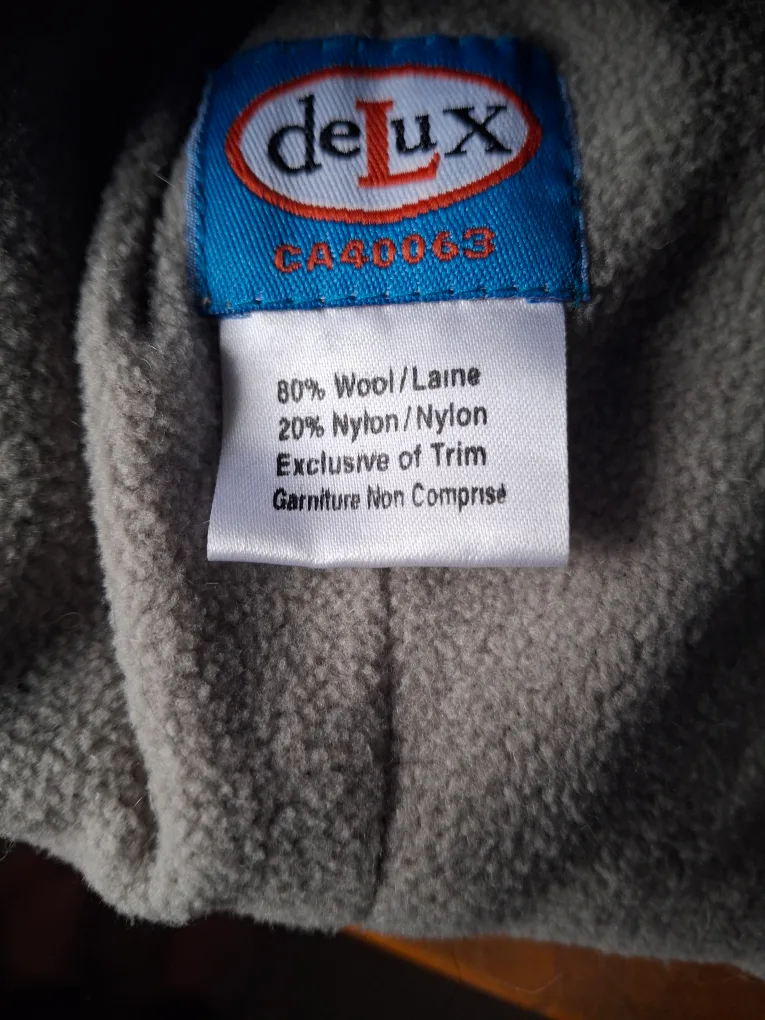 deLux
CA40063
80% Wool/Laine
20% Nylon/Nylon
Exclusive of Trim
Garniture Non Comprise